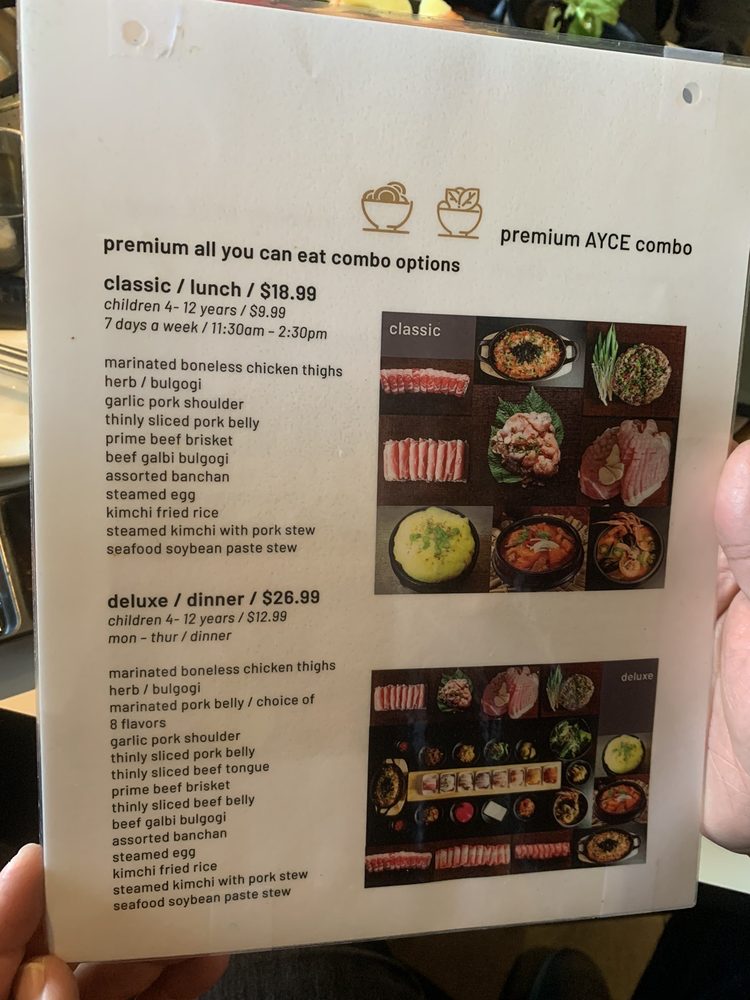 premium AYCE combo
premium all you can eat combo options
classic / lunch / $18.99
children 4- 12 years / $9.99
7 days a week / 11:30am – 2:30pm
marinated boneless chicken thighs
herb / bulgogi
garlic pork shoulder
thinly sliced pork belly
prime beef brisket
beef galbi bulgogi
assorted banchan
steamed egg
kimchi fried rice
steamed kimchi with pork stew
seafood soybean paste stew
classic
deluxe / dinner / $26.99
children 4- 12 years / $12.99
mon – thur / dinner
marinated boneless chicken thighs
herb / bulgogi
marinated pork belly / choice of
8 flavors
garlic pork shoulder
thinly sliced pork belly
thinly sliced beef tongue
prime beef brisket
thinly sliced beef belly
beef galbi bulgogi
assorted banchan
steamed egg
kimchi fried rice
steamed kimchi with pork stew
seafood soybean paste stew
deluxe